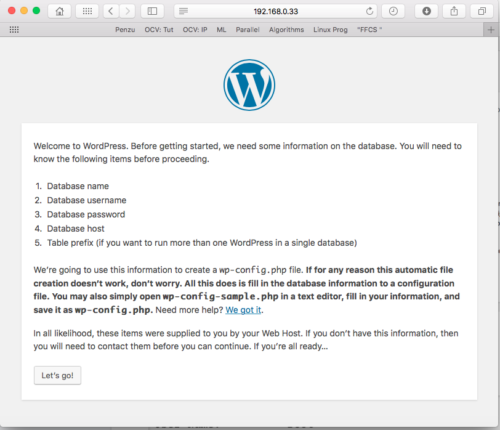 192.168.0.33
Penzu OCV: Tut OCV: IP ML Parallel Algorithms Linux Prog "FFCS"
W
Welcome to WordPress. Before getting started, we need some information on the database. You will need to
know the following items before proceeding.
1. Database name
2. Database username
3. Database password
4. Database host
5. Table prefix (if you want to run more than one WordPress in a single database)
We're going to use this information to create a wp-config.php file. If for any reason this automatic file
creation doesn't work, don't worry. All this does is fill in the database information to a configuration
file. You may also simply open wp-config-sample.php in a text editor, fill in your information, and
save it as wp-config.php. Need more help? We got it.
In all likelihood, these items were supplied to you by your Web Host. If you don't have this information, then
you will need to contact them before you can continue. If you're all ready…
Let's go!